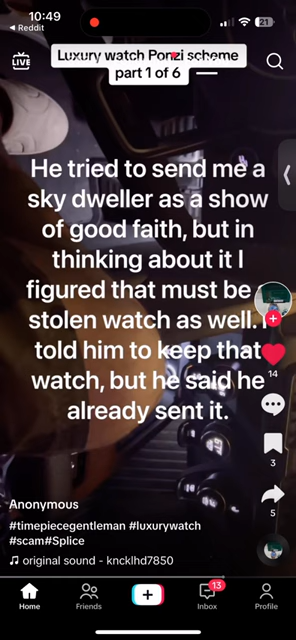 10:49
21
Reddit
LIVE
Luxury watch Ponzi scheme
part 1 of 6
He tried to send me a
sky dweller as a show
of good faith, but in
thinking about it I
figured that must be
stolen watch as well. I
told him to keep that
watch, but he said he
already sent it.
14
3
5
Anonymous
#timepiecegentleman #luxurywatch
#scam#Splice
original sound - kncklhd7850
13
Home
Friends
Inbox
Profile